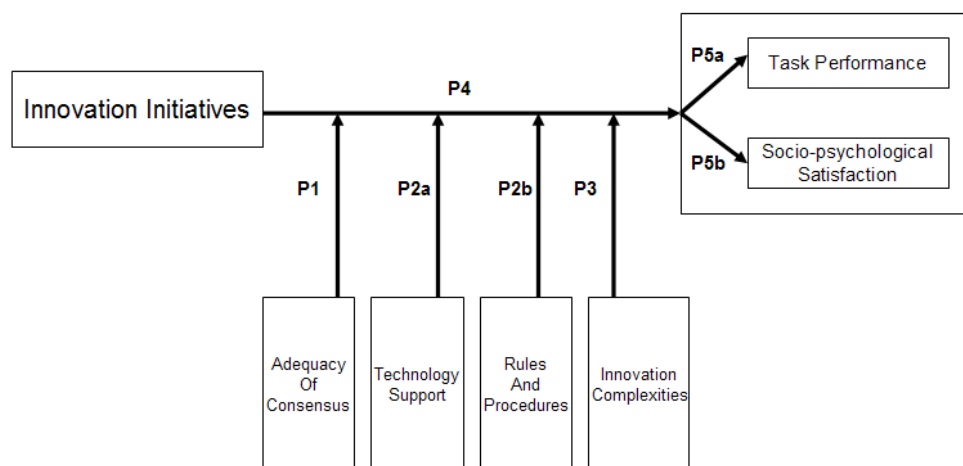 P5a
Task Performance
P4
Innovation Initiatives
P5b
Socio-psychological
Satisfaction
P1
P2a
P2b
P3
Adequacy
Of
Consensus
Technology
Support
Rules
And
Procedures
Innovation
Complexities